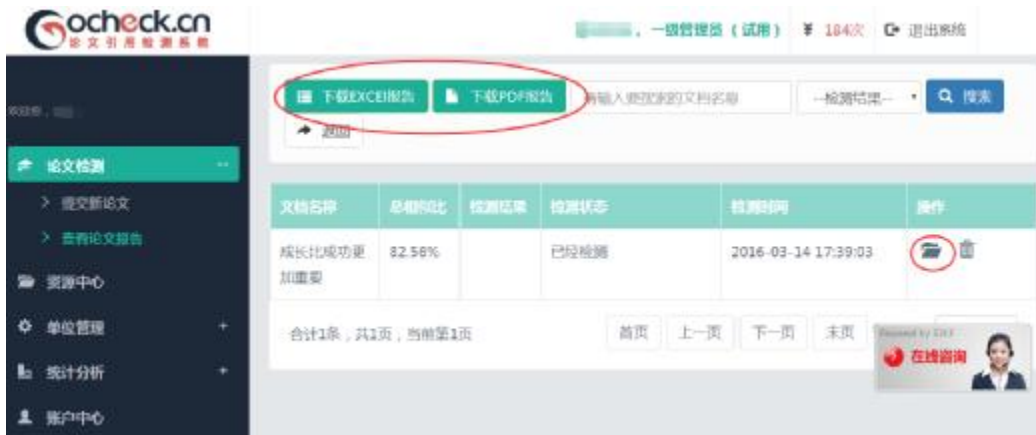 Gocheck.cn
论文引用检测系统
，一级管理员（试用） ¥ 184次 退出系统
下载EXCEl报告 下载PDF报告 请输入要搜索的文档名称 --检测结果-- 搜索
返回
论文检测
提交新论文
查看论文报告
资源中心
单位管理 +
统计分析 +
账户中心
文档名称 总相似比 检测结果 检测状态 检测时间 操作
成长比成功更加重要 82.58% 已经检测 2016-03-14 17:39:03
合计1条，共1页，当前第1页 首页 上一页 下一页 末页
在线咨询